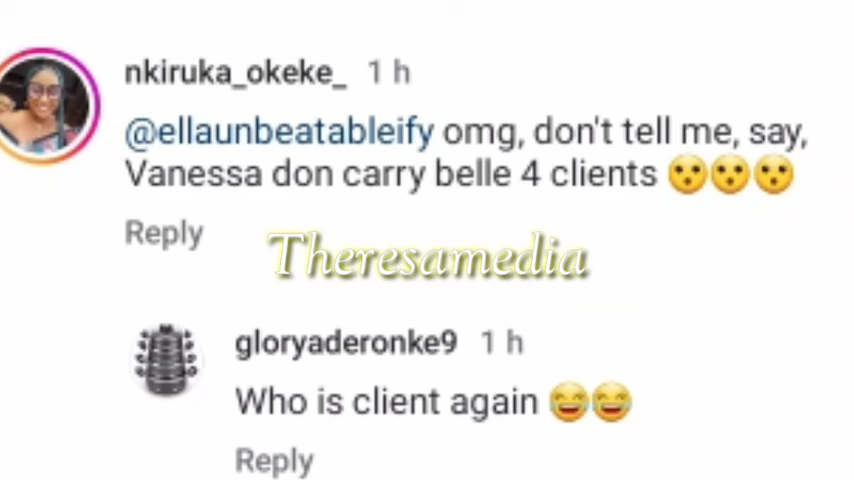 nkiruka_okeke_ 1 h
@ellaunbeatableify omg, don't tell me, say,
Vanessa don carry belle 4 clients 😯😯😯
Reply
Theresamedia
gloryaderonke9 1 h
Who is client again 😂😂
Reply